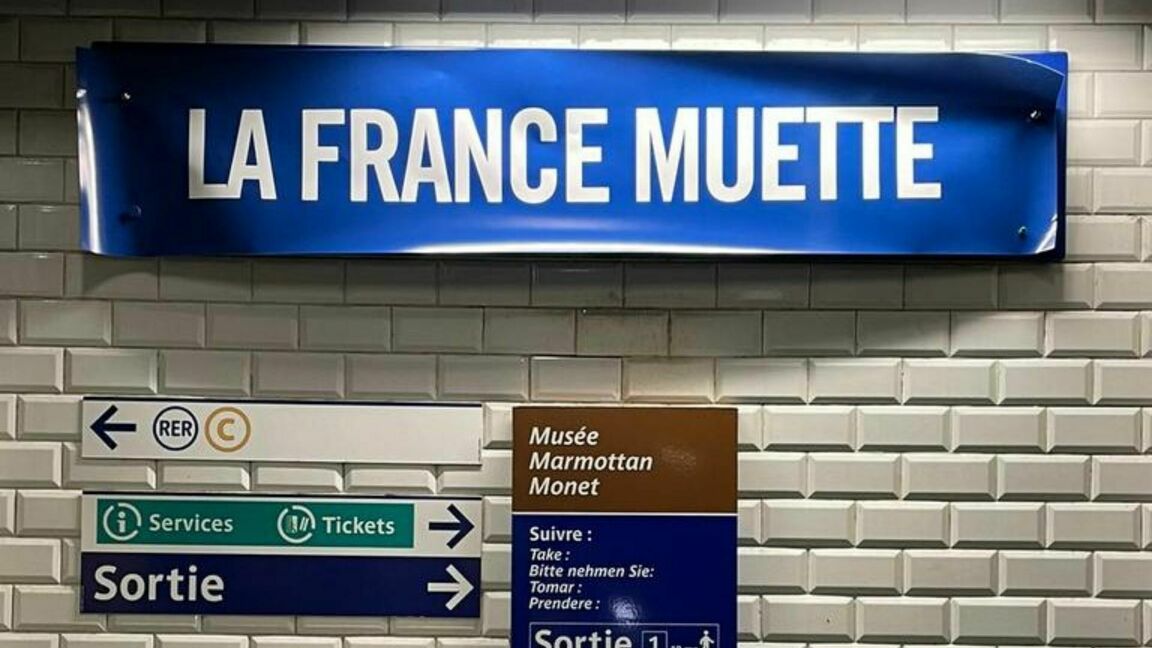 LA FRANCE MUETTE
RER C
Services Tickets
Sortie
Musée
Marmottan
Monet
Suivre :
Take :
Bitte nehmen Sie:
Tomar :
Prendere :
Sortie 1